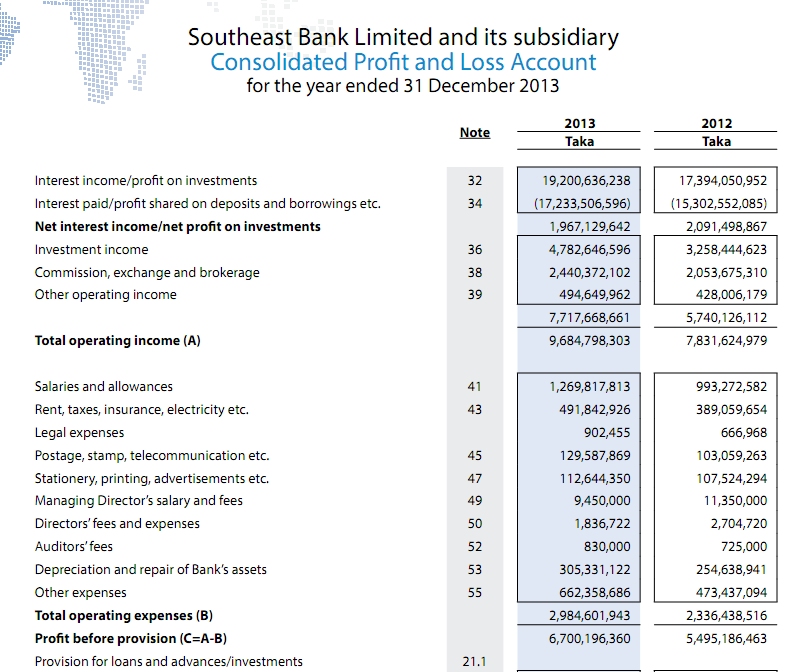 Southeast Bank Limited and its subsidiary
Consolidated Profit and Loss Account
for the year ended 31 December 2013
Note 2013 2012
Taka Taka
Interest income/profit on investments 32 19,200,636,238 17,394,050,952
Interest paid/profit shared on deposits and borrowings etc. 34 (17,233,506,596) (15,302,552,085)
Net interest income/net profit on investments 1,967,129,642 2,091,498,867
Investment income 36 4,782,646,596 3,258,444,623
Commission, exchange and brokerage 38 2,440,372,102 2,053,675,310
Other operating income 39 494,649,962 428,006,179
7,717,668,661 5,740,126,112
Total operating income (A) 9,684,798,303 7,831,624,979
Salaries and allowances 41 1,269,817,813 993,272,582
Rent, taxes, insurance, electricity etc. 43 491,842,926 389,059,654
Legal expenses 902,455 666,968
Postage, stamp, telecommunication etc. 45 129,587,869 103,059,263
Stationery, printing, advertisements etc. 47 112,644,350 107,524,294
Managing Director's salary and fees 49 9,450,000 11,350,000
Directors' fees and expenses 50 1,836,722 2,704,720
Auditors' fees 52 830,000 725,000
Depreciation and repair of Bank's assets 53 305,331,122 254,638,941
Other expenses 55 662,358,686 473,437,094
Total operating expenses (B) 2,984,601,943 2,336,438,516
Profit before provision (C=A-B) 6,700,196,360 5,495,186,463
Provision for loans and advances/investments 21.1